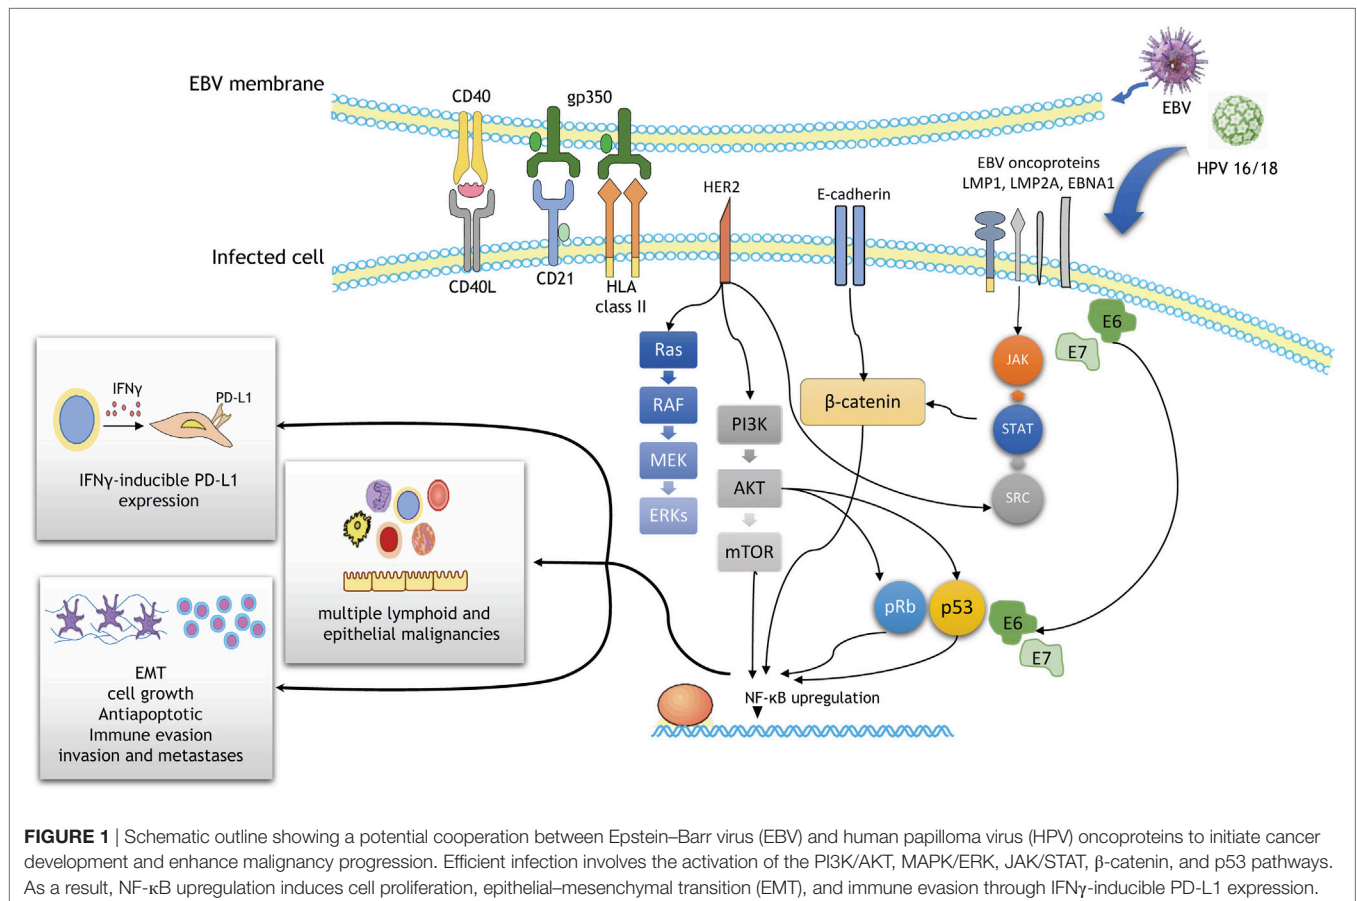 EBV membrane
CD40
gp350
EBV
HPV 16/18
EBV oncoproteins
LMP1, LMP2A, EBNA1
HER2
E-cadherin
Infected cell
CD40L
CD21
HLA
class II
E6
E7
Ras
RAF
MEK
ERKs
PI3K
AKT
mTOR
β-catenin
JAK
STAT
SRC
pRb
p53
E6
E7
NF-κB upregulation
IFNγ
PD-L1
IFNγ-inducible PD-L1
expression
multiple lymphoid and
epithelial malignancies
EMT
cell growth
Antiapoptotic
Immune evasion
invasion and metastases
FIGURE 1 | Schematic outline showing a potential cooperation between Epstein–Barr virus (EBV) and human papilloma virus (HPV) oncoproteins to initiate cancer
development and enhance malignancy progression. Efficient infection involves the activation of the PI3K/AKT, MAPK/ERK, JAK/STAT, β-catenin, and p53 pathways.
As a result, NF-κB upregulation induces cell proliferation, epithelial–mesenchymal transition (EMT), and immune evasion through IFNγ-inducible PD-L1 expression.